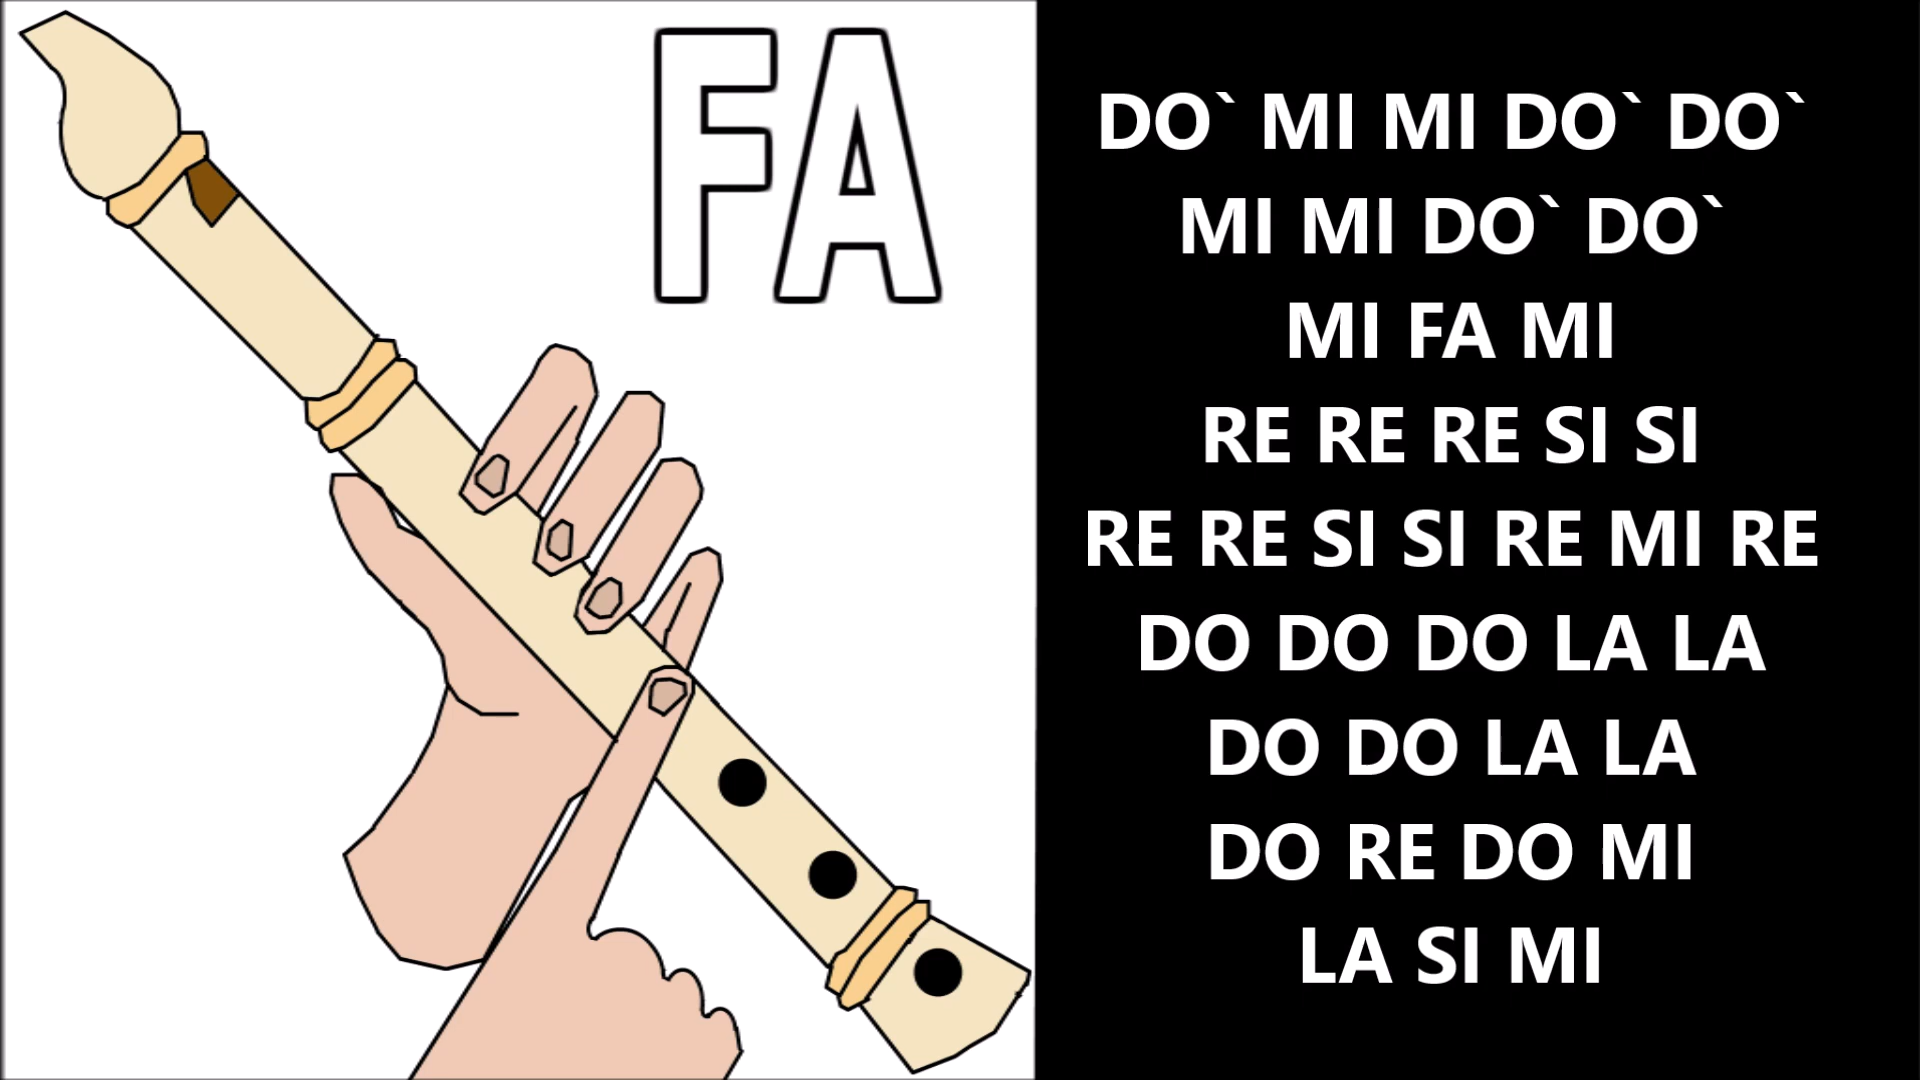 FA
DO` MI MI DO` DO`
MI MI DO` DO`
MI FA MI
RE RE RE SI SI
RE RE SI SI RE MI RE
DO DO DO LA LA
DO DO LA LA
DO RE DO MI
LA SI MI